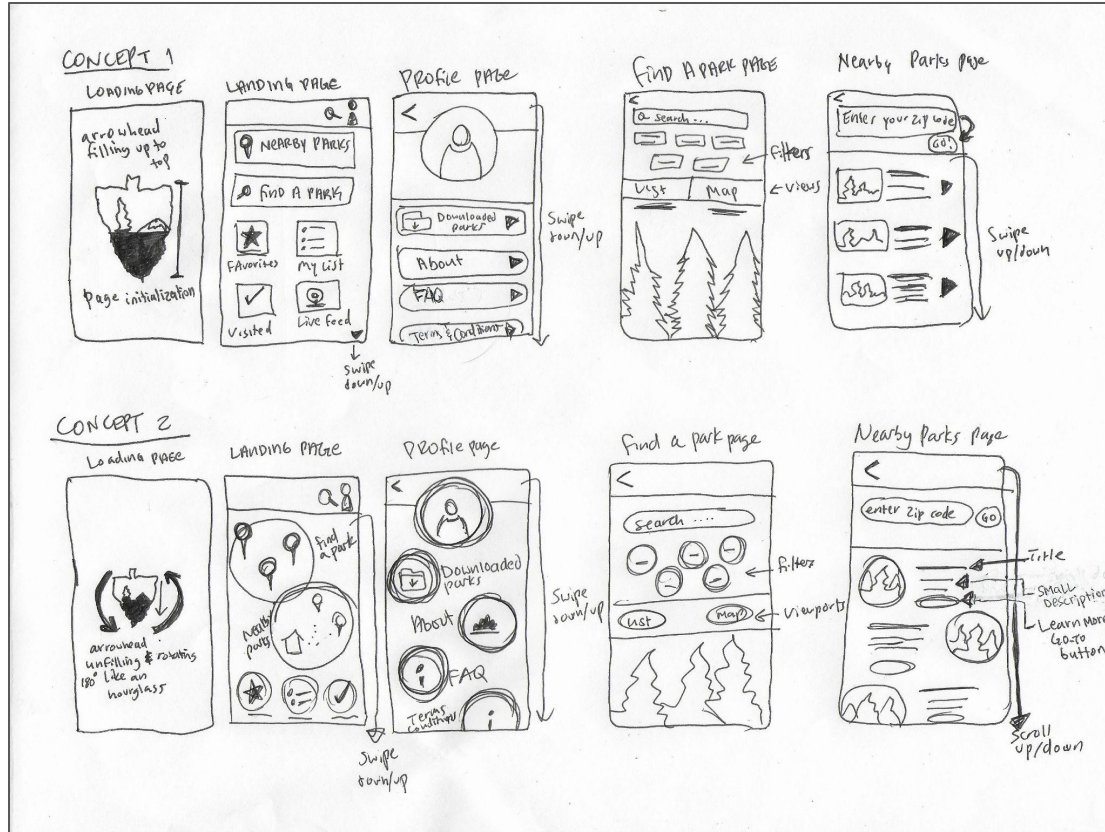 CONCEPT 1
LOADING PAGE
arrowhead
filling up to
top
page initialization
LANDING PAGE
NEARBY PARKS
FIND A PARK
FAvorites
My List
Visited
Live feed
Swipe
down/up
PROfile PAGE
<
Downloaded
parks
About
FAQ
Terms & Conditions
Swipe
down/up
FIND A PARK PAGE
<
search ...
filters
List
Map
views
Nearby Parks page
<
Enter your zip code
GO!
Swipe
up/down
CONCEPT 2
Loading PAGE
arrowhead
unfilling & rotating
180° like an
hourglass
LANDING PAGE
find
a park
Nearby
parks
Swipe
down/up
PROfile page
<
Downloaded
parks
About
FAQ
Terms
conditions
Swipe
down/up
find a park page
<
search ....
filters
List
Map
Viewports
Nearby Parks page
<
enter zip code
GO
Title
SMALL
Description
Learn More
Go-to
button
Scroll
up/down